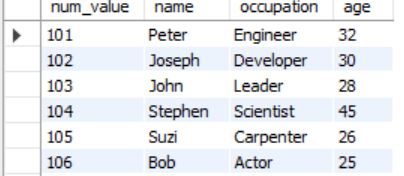 num_value name occupation age
101 Peter Engineer 32
102 Joseph Developer 30
103 John Leader 28
104 Stephen Scientist 45
105 Suzi Carpenter 26
106 Bob Actor 25